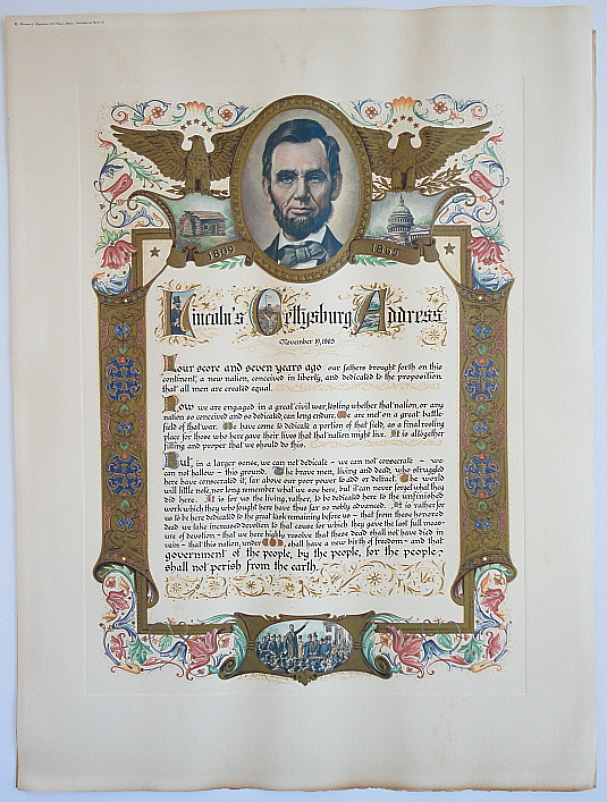 1809
1865
Lincoln's Gettysburg Address
November 19, 1863
Four score and seven years ago our fathers brought forth on this
continent, a new nation, conceived in liberty, and dedicated to the proposition
that all men are created equal.
Now we are engaged in a great civil war, testing whether that nation, or any
nation so conceived and so dedicated, can long endure. We are met on a great battle
field of that war. We have come to dedicate a portion of that field, as a final resting
place for those who here gave their lives that that nation might live. It is altogether
fitting and proper that we should do this.
But, in a larger sense, we can not dedicate - we can not consecrate - we
can not hallow - this ground. The brave men, living and dead, who struggled
here have consecrated it, far above our poor power to add or detract. The world
will little note, nor long remember what we say here, but it can never forget what they
did here. It is for us the living, rather, to be dedicated here to the unfinished
work which they who fought here have thus far so nobly advanced. It is rather for
us to be here dedicated to the great task remaining before us - that from these honored
dead we take increased devotion to that cause for which they gave the last full meas-
ure of devotion - that we here highly resolve that these dead shall not have died in
vain - that this nation, under God, shall have a new birth of freedom - and that
government of the people, by the people, for the people-
shall not perish from the earth.